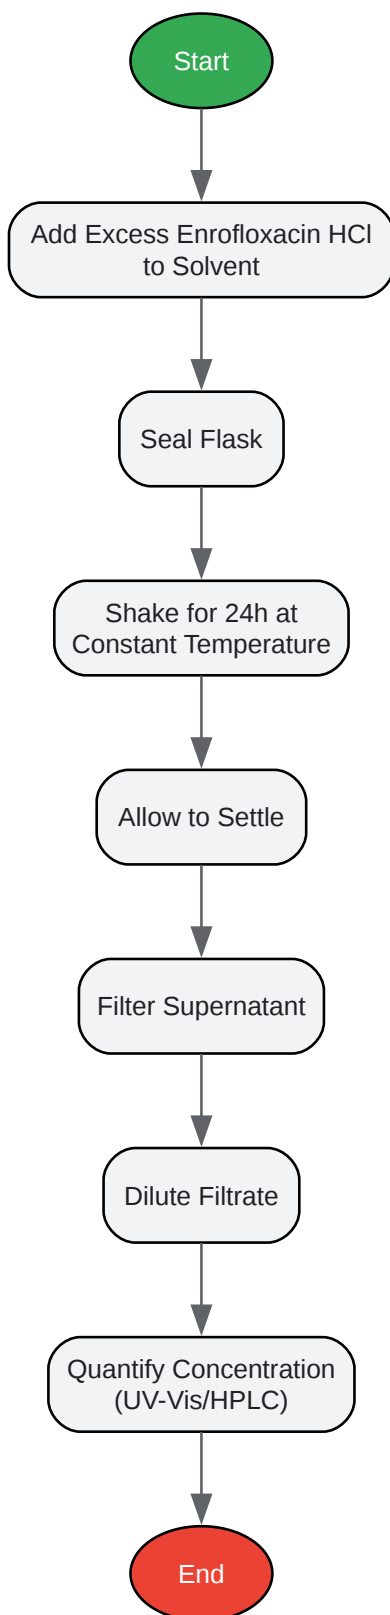 Start
Add Excess Enrofloxacin HCl
to Solvent
Seal Flask
Shake for 24h at
Constant Temperature
Allow to Settle
Filter Supernatant
Dilute Filtrate
Quantify Concentration
(UV-Vis/HPLC)
End